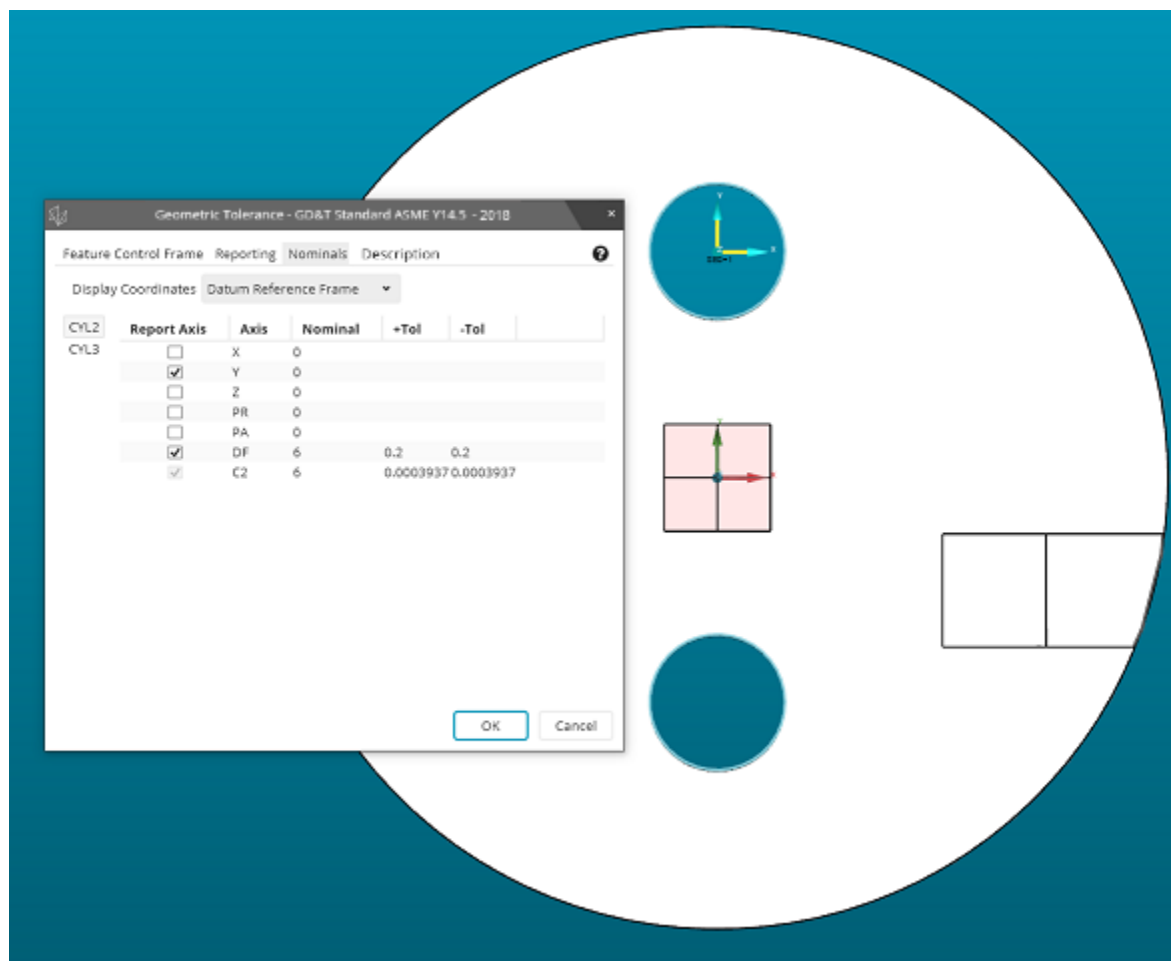 Geometric Tolerance - GD&T Standard ASME Y14.5 - 2018 ×
Feature Control Frame Reporting Nominals Description ?
Display Coordinates Datum Reference Frame
CYL2
CYL3
Report Axis Axis Nominal +Tol -Tol
X 0
Y 0
Z 0
PR 0
PA 0
DF 6 0.2 0.2
C2 6 0.0003937 0.0003937
OK Cancel
Y
X
Z
Y
x